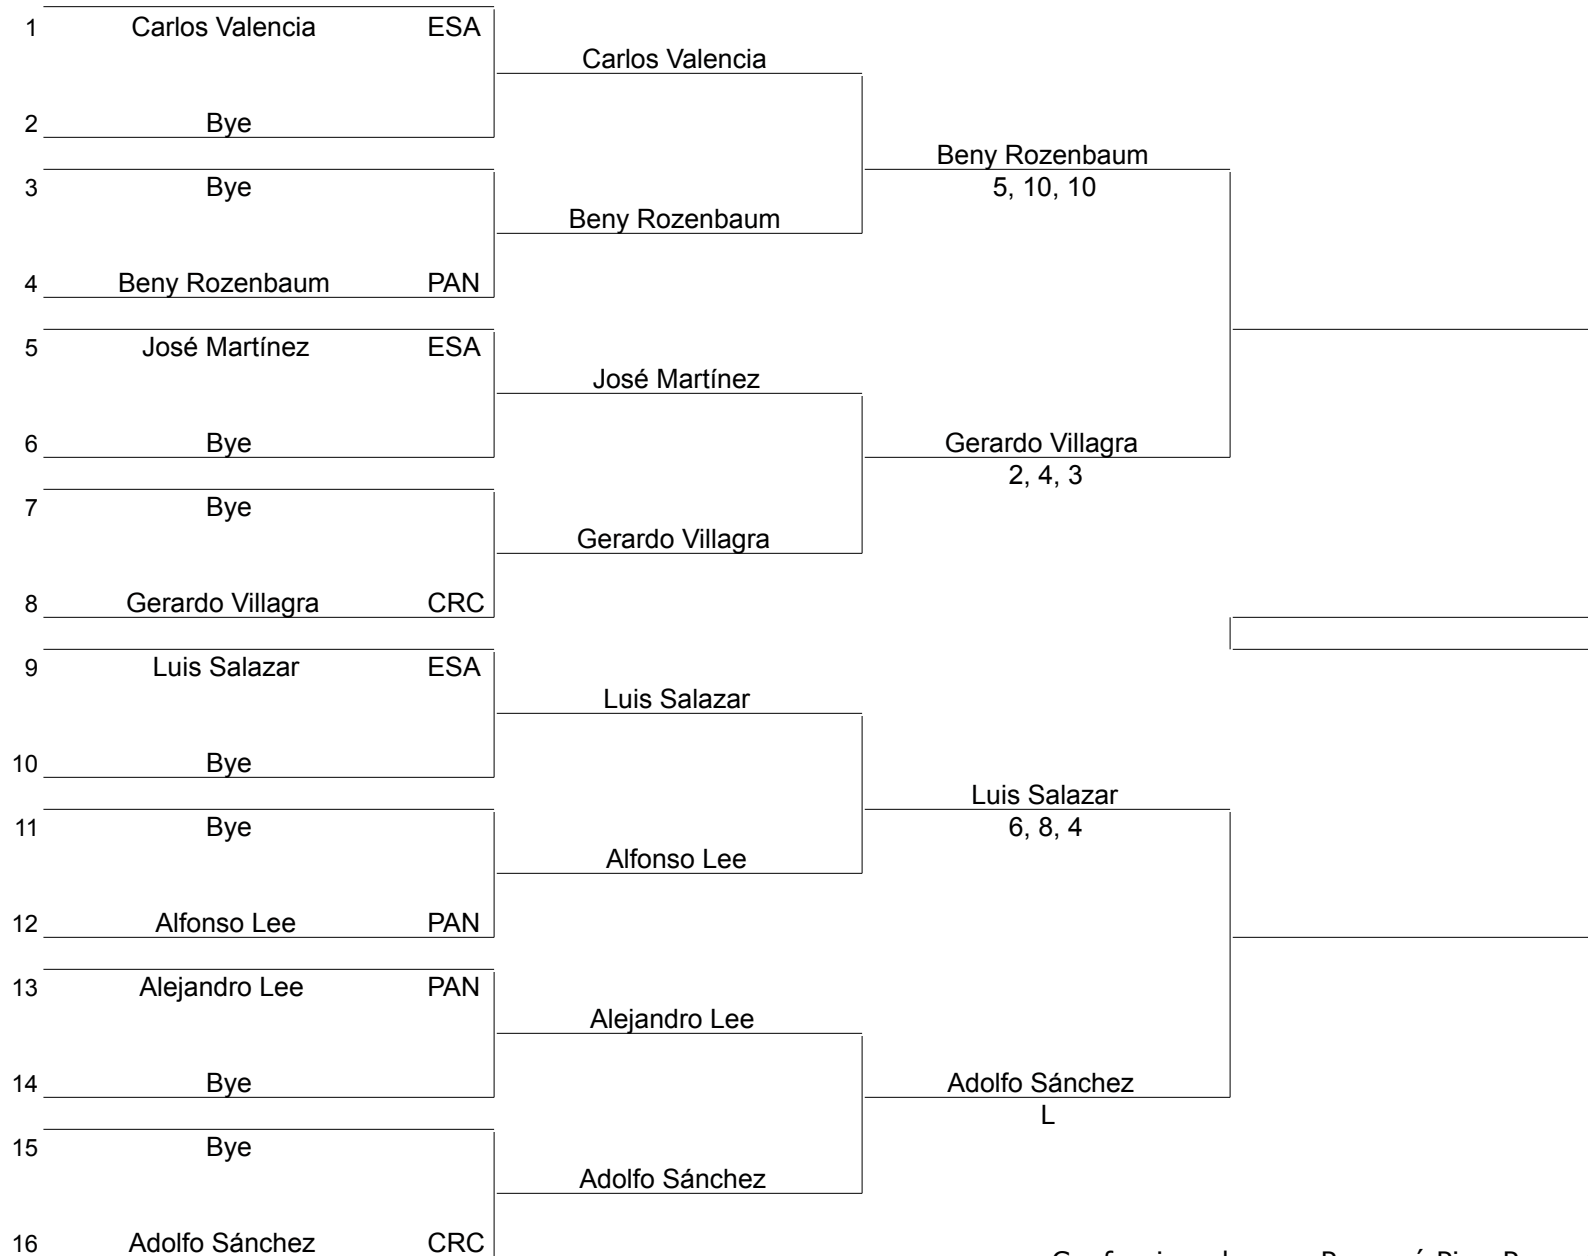 1 Carlos Valencia ESA
Carlos Valencia
2 Bye
Beny Rozenbaum
3 Bye
5, 10, 10
Beny Rozenbaum
4 Beny Rozenbaum PAN
5 José Martínez ESA
José Martínez
6 Bye
Gerardo Villagra
2, 4, 3
7 Bye
Gerardo Villagra
8 Gerardo Villagra CRC
9 Luis Salazar ESA
Luis Salazar
10 Bye
Luis Salazar
11 Bye
6, 8, 4
Alfonso Lee
12 Alfonso Lee PAN
13 Alejandro Lee PAN
Alejandro Lee
14 Bye
Adolfo Sánchez
L
15 Bye
Adolfo Sánchez
16 Adolfo Sánchez CRC